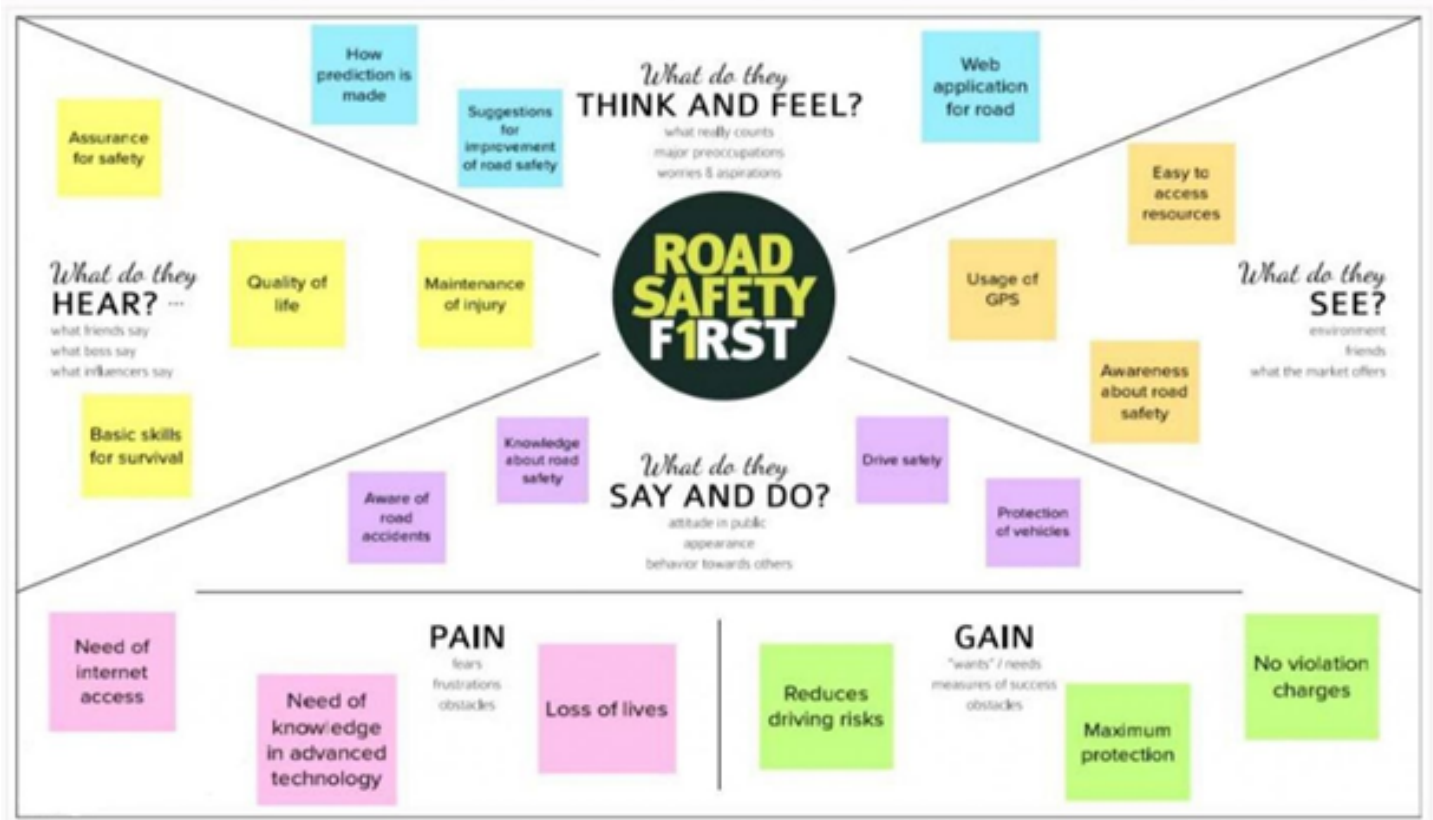 How
prediction is
made
Suggestions
for
improvement
of road safety
What do they
THINK AND FEEL?
what really counts
major preoccupations
worries & aspirations
Web
application
for road
Assurance
for safety
What do they
HEAR? ...
what friends say
what boss say
what influencers say
Quality of
life
Maintenance
of injury
Basic skills
for survival
ROAD
SAFETY
F1RST
Easy to
access
resources
Usage of
GPS
What do they
SEE?
environment
friends
what the market offers
Awareness
about road
safety
Aware of
road
accidents
Knowledge
about road
safety
What do they
SAY AND DO?
attitude in public
appearance
behavior towards others
Drive safely
Protection
of vehicles
Need of
internet
access
Need of
knowledge
in advanced
technology
PAIN
fears
frustrations
obstacles
Loss of lives
Reduces
driving risks
GAIN
"wants" / needs
measures of success
obstacles
Maximum
protection
No violation
charges